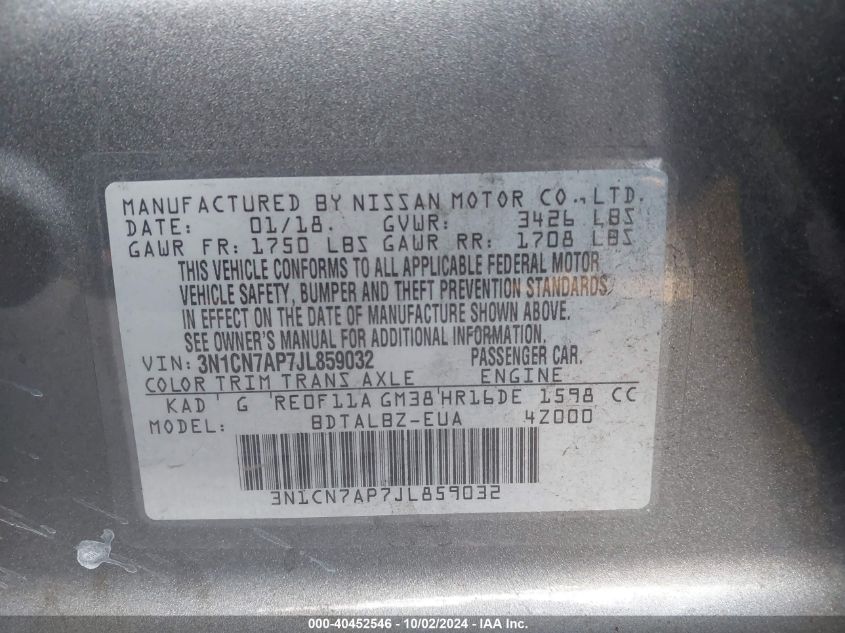 MANUFACTURED BY NISSAN MOTOR CO., LTD.
DATE: 01/18. GVWR: 3426 LBS
GAWR FR: 1750 LBS GAWR RR: 1708 LBS
THIS VEHICLE CONFORMS TO ALL APPLICABLE FEDERAL MOTOR
VEHICLE SAFETY, BUMPER AND THEFT PREVENTION STANDARDS
IN EFFECT ON THE DATE OF MANUFACTURE SHOWN ABOVE.
SEE OWNER'S MANUAL FOR ADDITIONAL INFORMATION.
VIN: 3N1CN7AP7JL859032 PASSENGER CAR.
COLOR TRIM TRANS AXLE ENGINE
KAD G RE0F11A GM38 HR16DE 1598 CC
MODEL: BDTALBZ-EUA 4Z000
3N1CN7AP7JL859032
000-40452546 - 10/02/2024 - IAA, Inc.